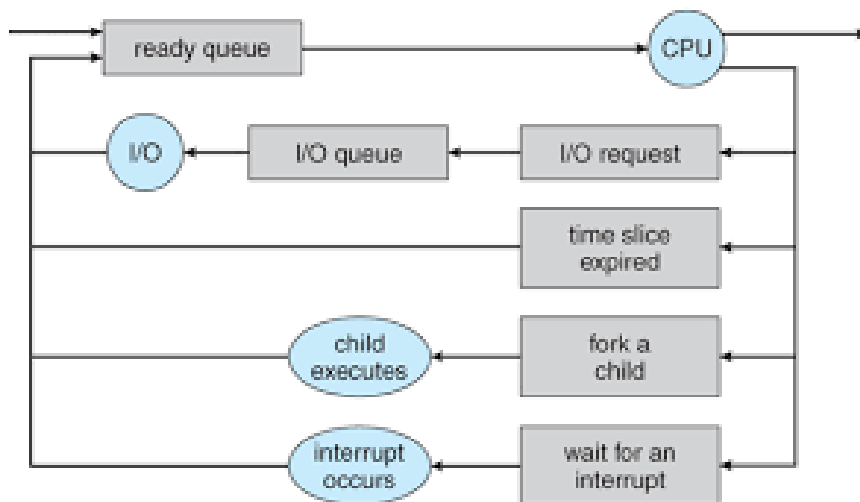 ready queue
CPU
I/O
I/O queue
I/O request
time slice
expired
child
executes
fork a
child
interrupt
occurs
wait for an
interrupt